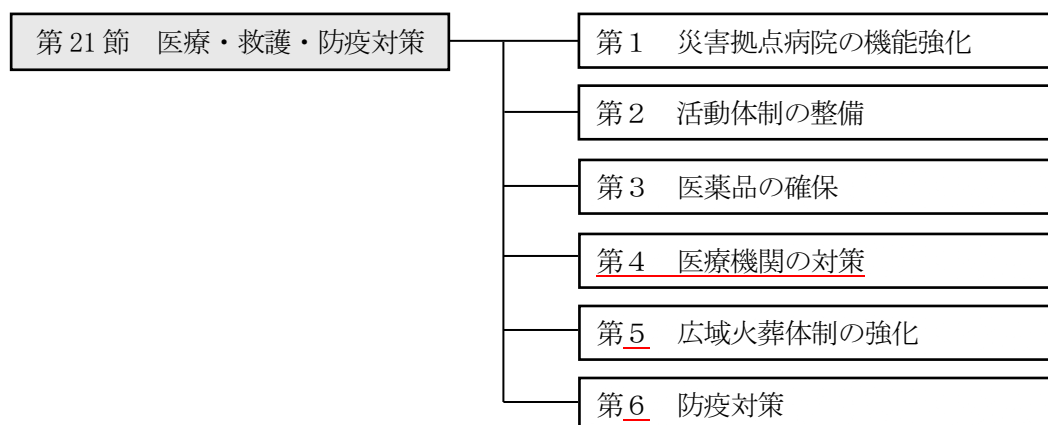 第21節　医療・救護・防疫対策
第１　災害拠点病院の機能強化
第２　活動体制の整備
第３　医薬品の確保
第４　医療機関の対策
第５　広域火葬体制の強化
第６　防疫対策